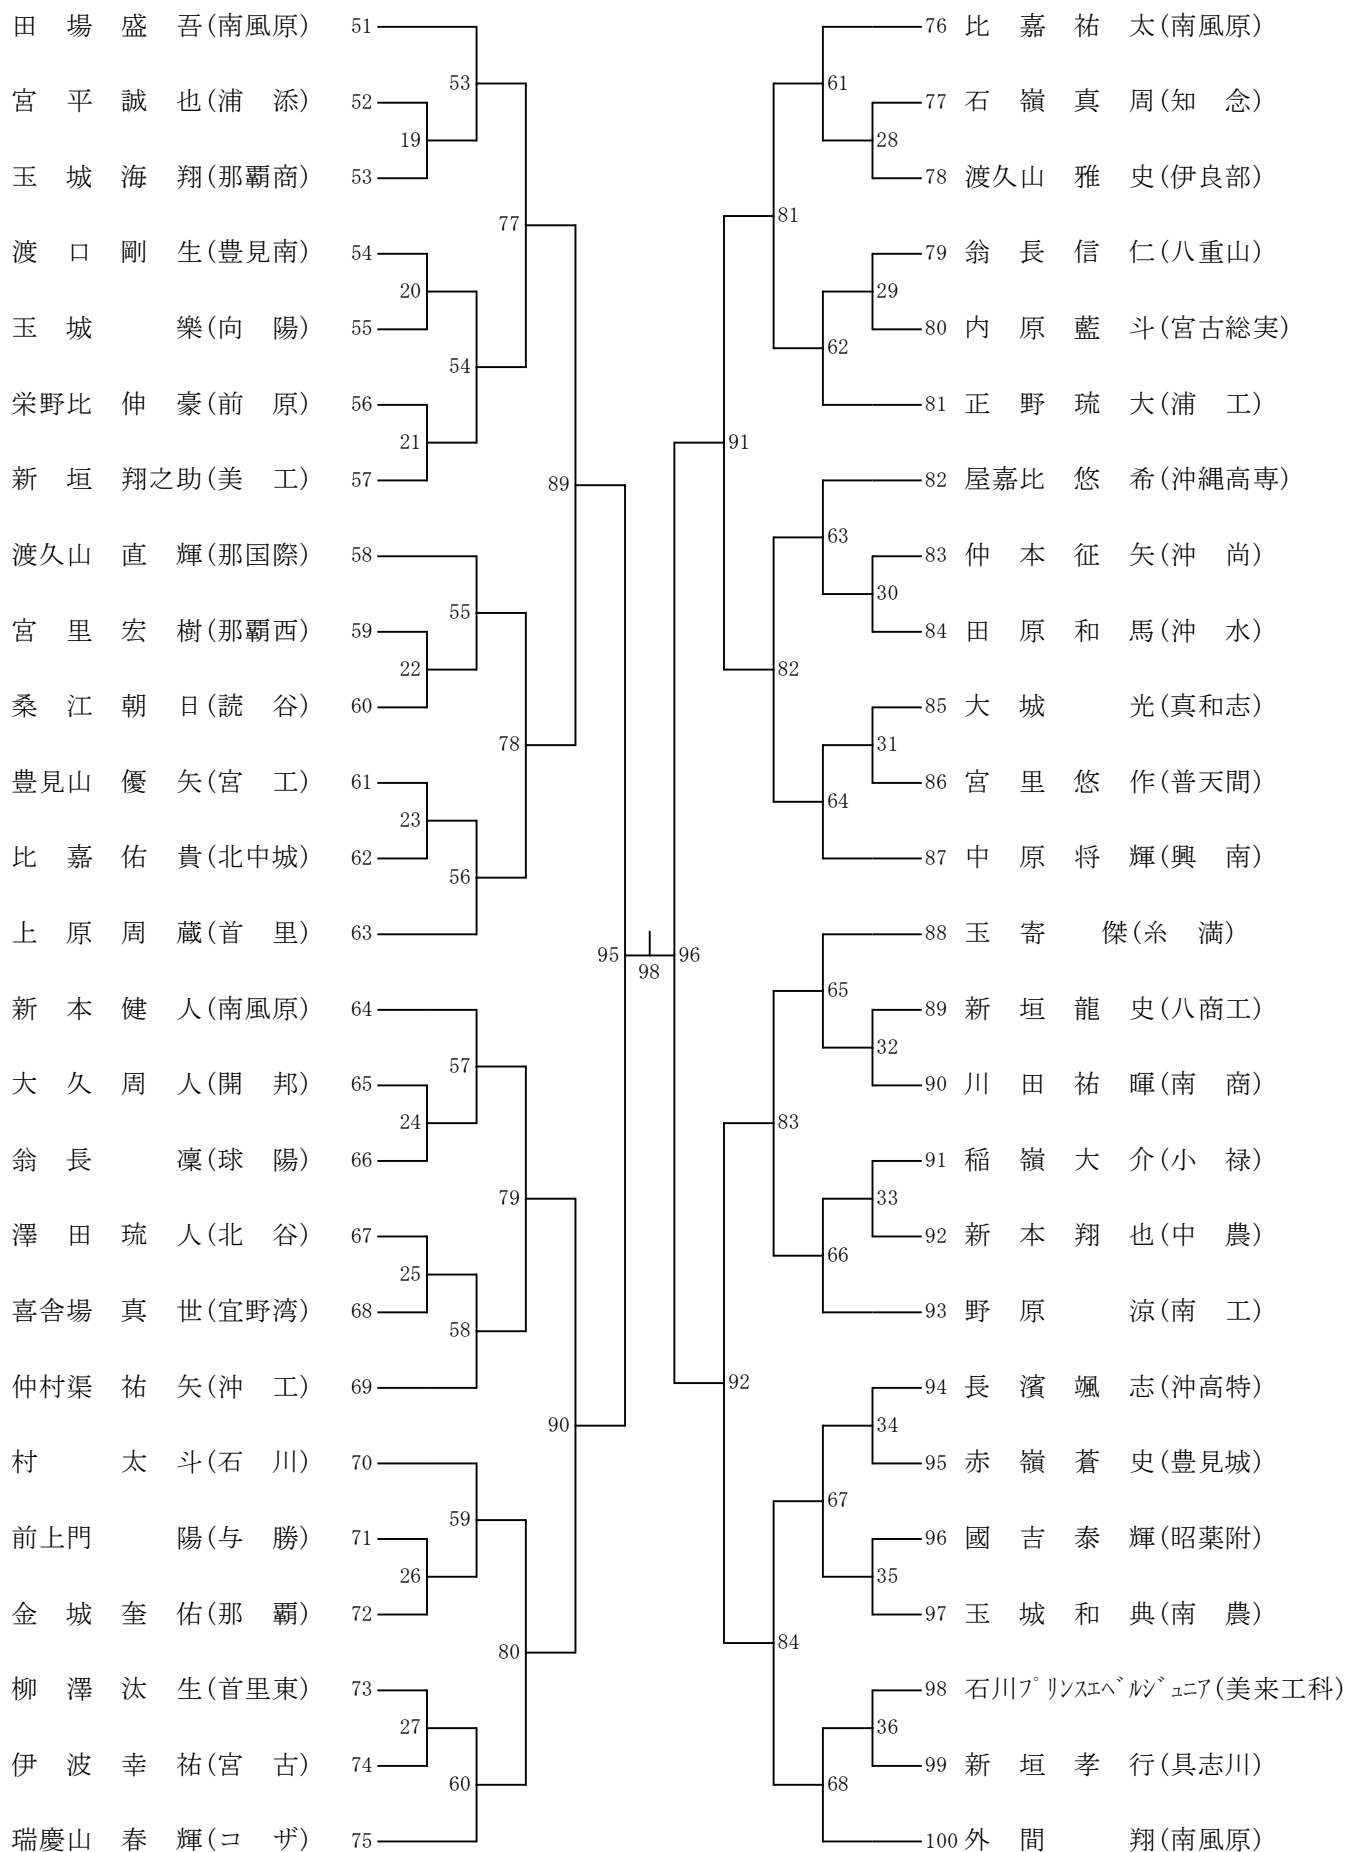 田　場　盛　吾(南風原)　51
宮　平　誠　也(浦　添)　52
玉　城　海　翔(那覇商)　53
渡　口　剛　生(豊見南)　54
玉　城　　　樂(向　陽)　55
栄野比　伸　豪(前　原)　56
新　垣　翔之助(美　工)　57
渡久山　直　輝(那国際)　58
宮　里　宏　樹(那覇西)　59
桑　江　朝　日(読　谷)　60
豊見山　優　矢(宮　工)　61
比　嘉　佑　貴(北中城)　62
上　原　周　蔵(首　里)　63
新　本　健　人(南風原)　64
大　久　周　人(開　邦)　65
翁　長　　　凜(球　陽)　66
澤　田　琉　人(北　谷)　67
喜舎場　真　世(宜野湾)　68
仲村渠　祐　矢(沖　工)　69
村　　　太　斗(石　川)　70
前上門　　　陽(与　勝)　71
金　城　奎　佑(那　覇)　72
柳　澤　汰　生(首里東)　73
伊　波　幸　祐(宮　古)　74
瑞慶山　春　輝(コ　ザ)　75
19
20
21
22
23
24
25
26
27
53
54
55
56
57
58
59
60
77
78
79
80
89
90
95
98
96
91
92
81
82
83
84
61
62
63
64
65
66
67
68
28
29
30
31
32
33
34
35
36
76　比　嘉　祐　太(南風原)
77　石　嶺　真　周(知　念)
78　渡久山　雅　史(伊良部)
79　翁　長　信　仁(八重山)
80　内　原　藍　斗(宮古総実)
81　正　野　琉　大(浦　工)
82　屋嘉比　悠　希(沖縄高専)
83　仲　本　征　矢(沖　尚)
84　田　原　和　馬(沖　水)
85　大　城　　　光(真和志)
86　宮　里　悠　作(普天間)
87　中　原　将　輝(興　南)
88　玉　寄　　傑(糸　満)
89　新　垣　龍　史(八商工)
90　川　田　祐　暉(南　商)
91　稲　嶺　大　介(小　禄)
92　新　本　翔　也(中　農)
93　野　原　　　涼(南　工)
94　長　濱　颯　志(沖高特)
95　赤　嶺　蒼　史(豊見城)
96　國　吉　泰　輝(昭薬附)
97　玉　城　和　典(南　農)
98　石川ﾌﾟﾘﾝｽｴﾍﾞﾙｼﾞｭﾆｱ(美来工科)
99　新　垣　孝　行(具志川)
100　外　間　　　翔(南風原)